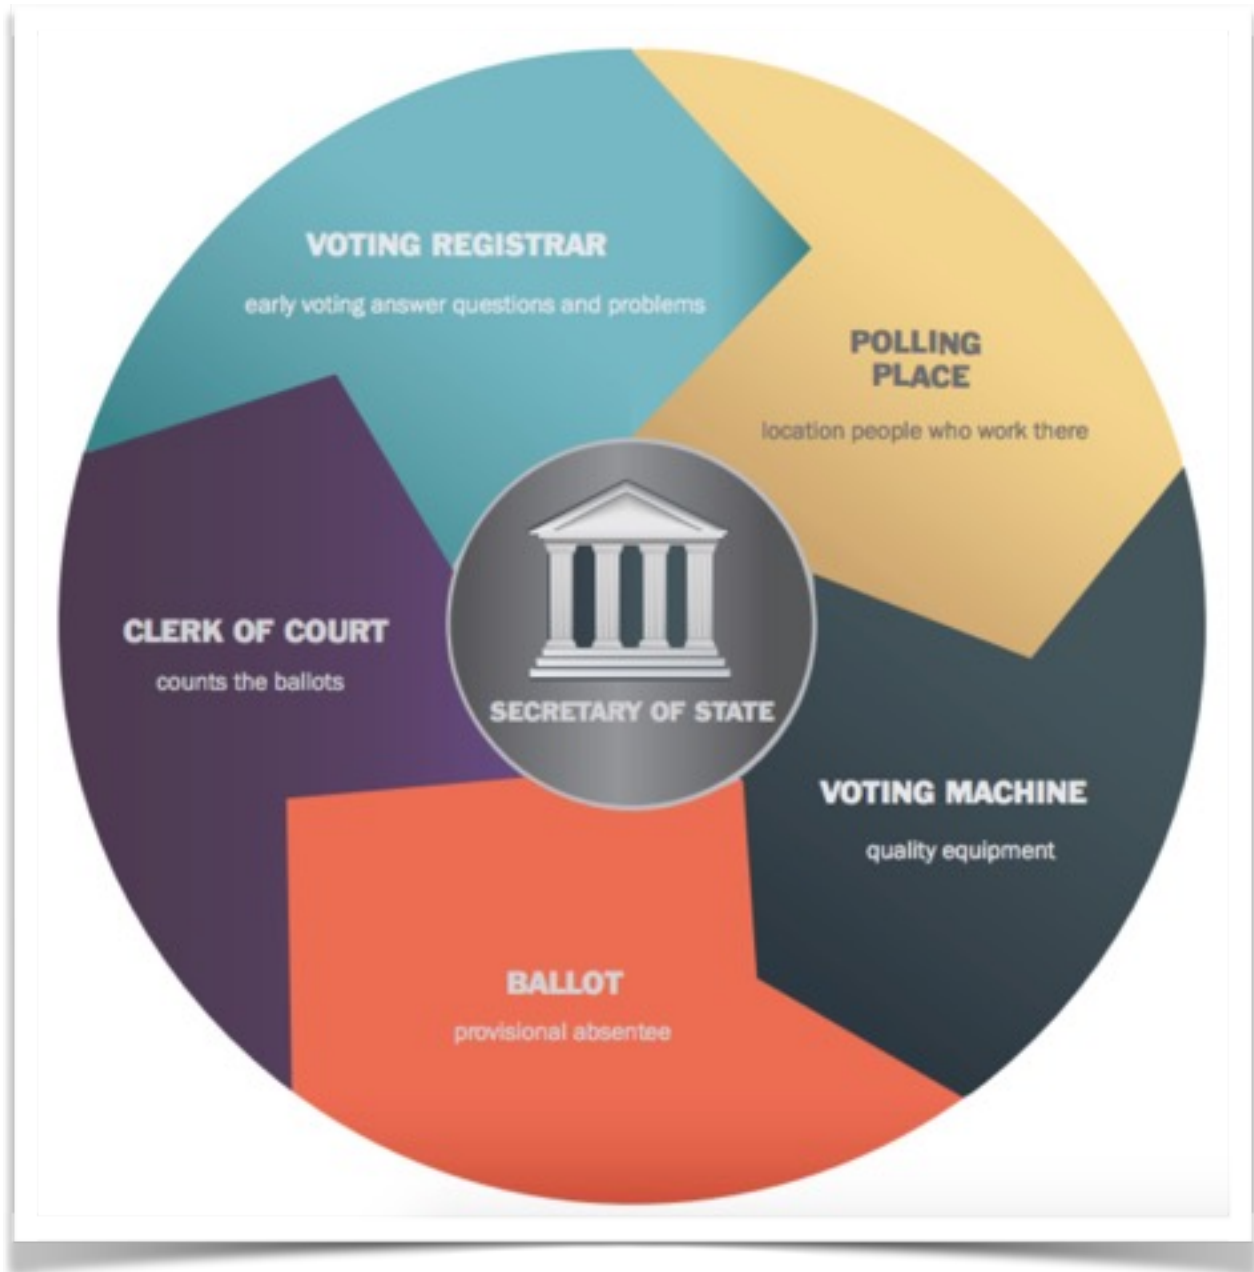 VOTING REGISTRAR
early voting answer questions and problems
POLLING
PLACE
location people who work there
VOTING MACHINE
quality equipment
BALLOT
provisional absentee
CLERK OF COURT
counts the ballots
SECRETARY OF STATE